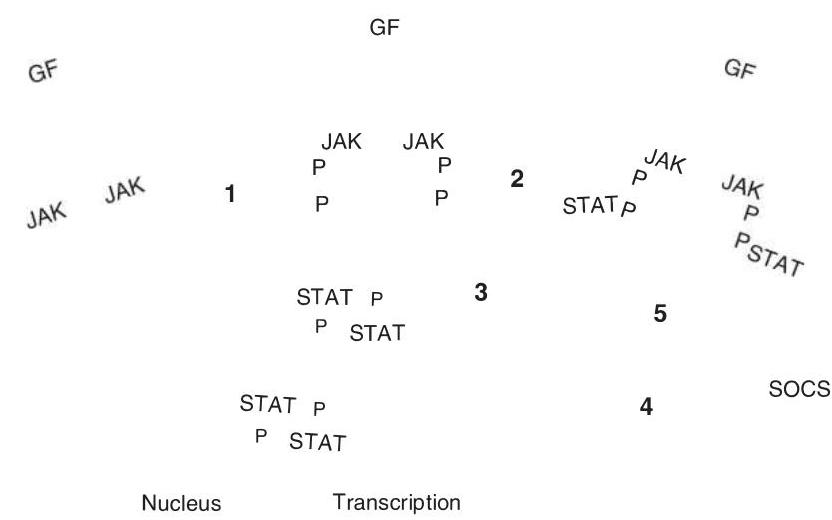 GF
GF
GF
JAK JAK
JAK JAK
P P
P P
1
2
JAK
P
STAT P
JAK
P
P STAT
STAT P
P STAT
3
5
STAT P
P STAT
4
SOCS
Nucleus Transcription